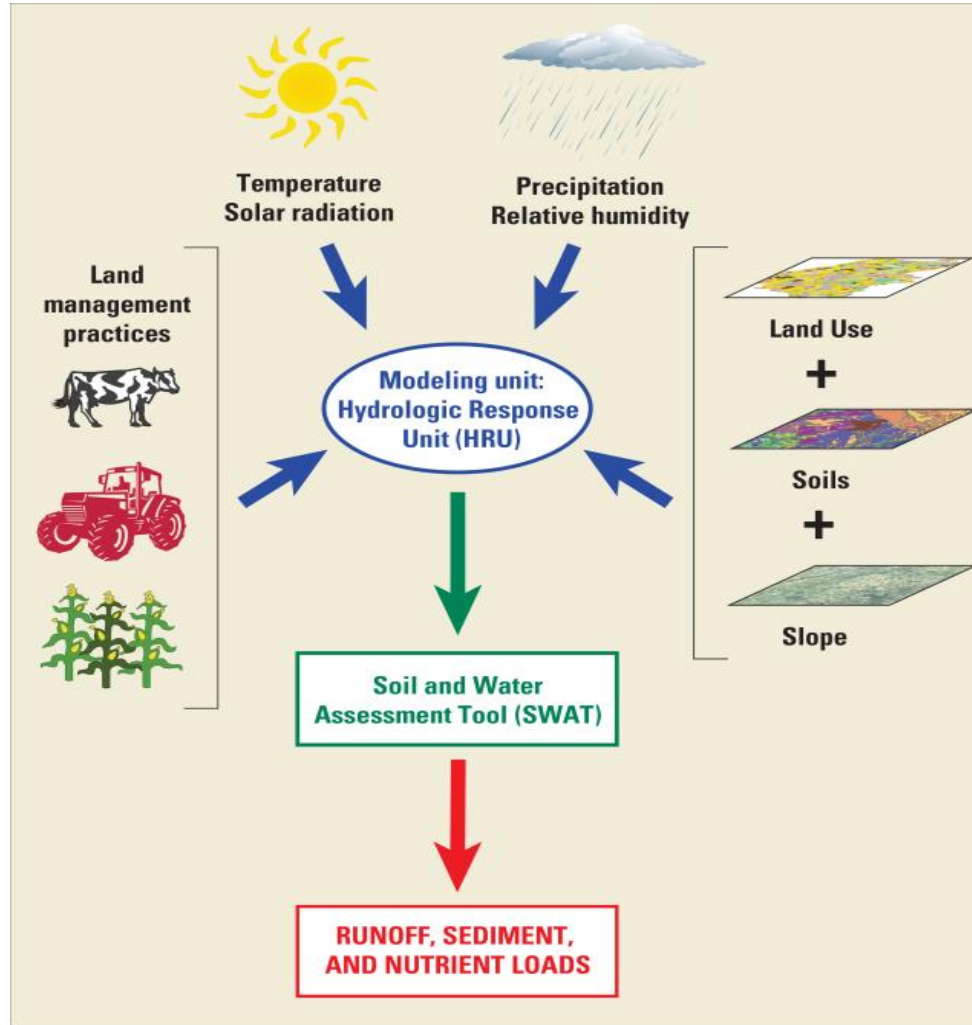 Temperature
Solar radiation
Precipitation
Relative humidity
Land
management
practices
Land Use
+
Soils
+
Slope
Modeling unit:
Hydrologic Response
Unit (HRU)
Soil and Water
Assessment Tool (SWAT)
RUNOFF, SEDIMENT,
AND NUTRIENT LOADS